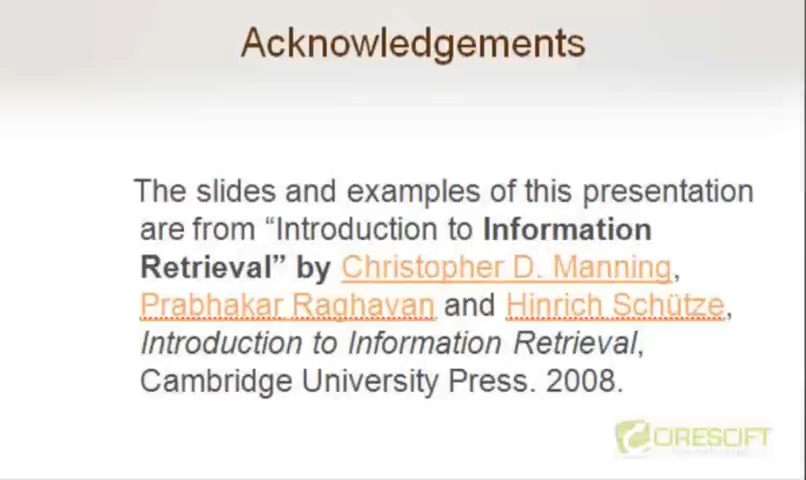 Acknowledgements
The slides and examples of this presentation
are from “Introduction to Information
Retrieval” by Christopher D. Manning,
Prabhakar Raghavan and Hinrich Schütze,
Introduction to Information Retrieval,
Cambridge University Press. 2008.